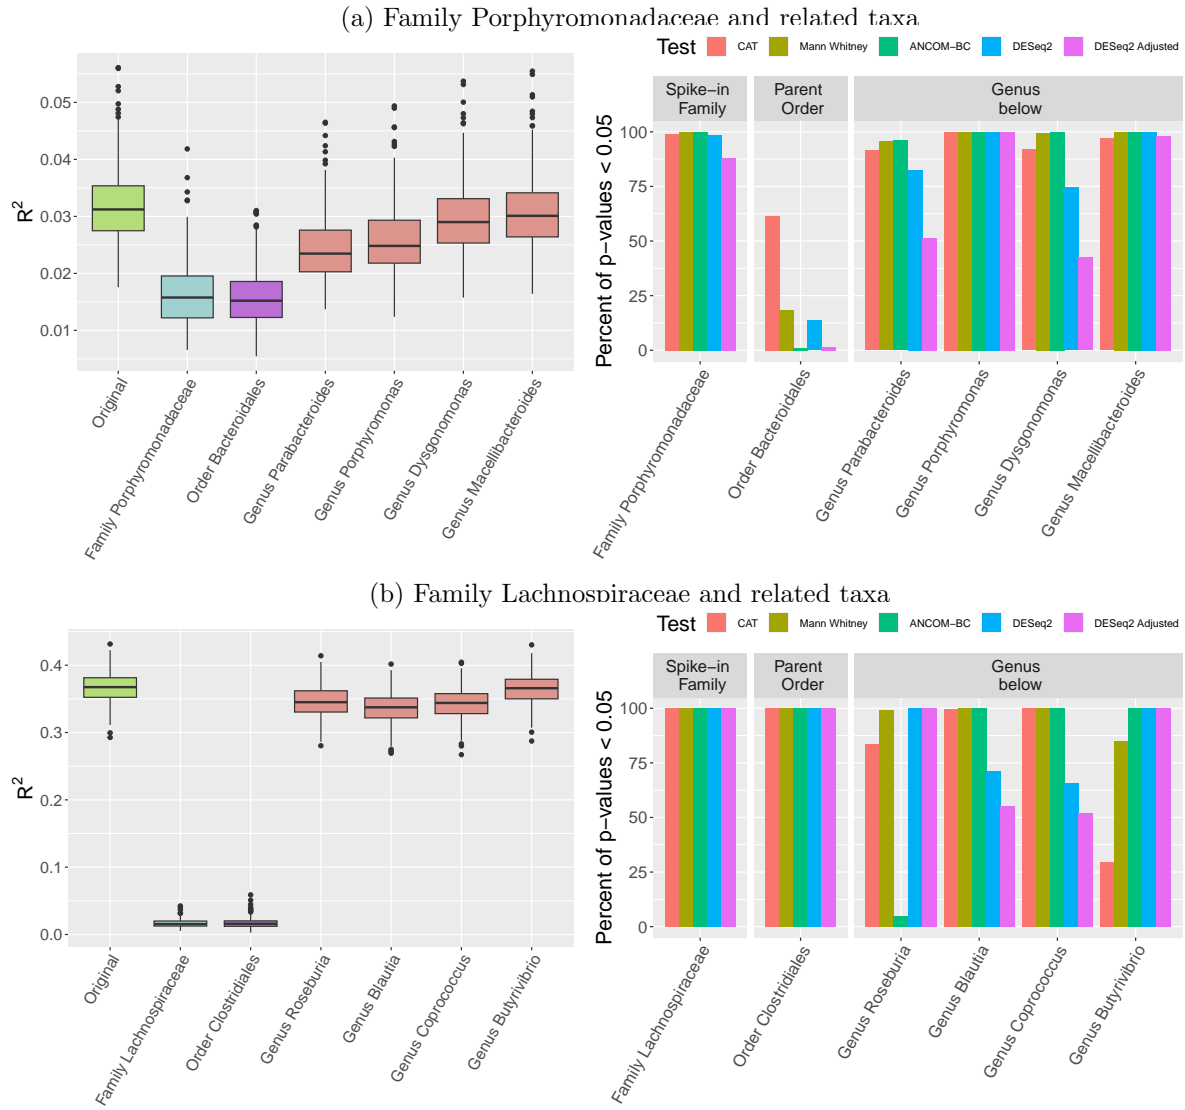 (a) Family Porphyromonadaceae and related taxa
R2
0.05
0.04
0.03
0.02
0.01
Original
Family Porphyromonadaceae
Order Bacteroidales
Genus Parabacteroides
Genus Porphyromonas
Genus Dysgonomonas
Genus Macellibacteroides
Test CAT Mann Whitney ANCOM−BC DESeq2 DESeq2 Adjusted
Spike−in
Family
Parent
Order
Genus
below
Percent of p−values < 0.05
100
75
50
25
0
Family Porphyromonadaceae
Order Bacteroidales
Genus Parabacteroides
Genus Porphyromonas
Genus Dysgonomonas
Genus Macellibacteroides
(b) Family Lachnospiraceae and related taxa
R2
0.4
0.3
0.2
0.1
0.0
Original
Family Lachnospiraceae
Order Clostridiales
Genus Roseburia
Genus Blautia
Genus Coprococcus
Genus Butyrivibrio
Test CAT Mann Whitney ANCOM−BC DESeq2 DESeq2 Adjusted
Spike−in
Family
Parent
Order
Genus
below
Percent of p−values < 0.05
100
75
50
25
0
Family Lachnospiraceae
Order Clostridiales
Genus Roseburia
Genus Blautia
Genus Coprococcus
Genus Butyrivibrio